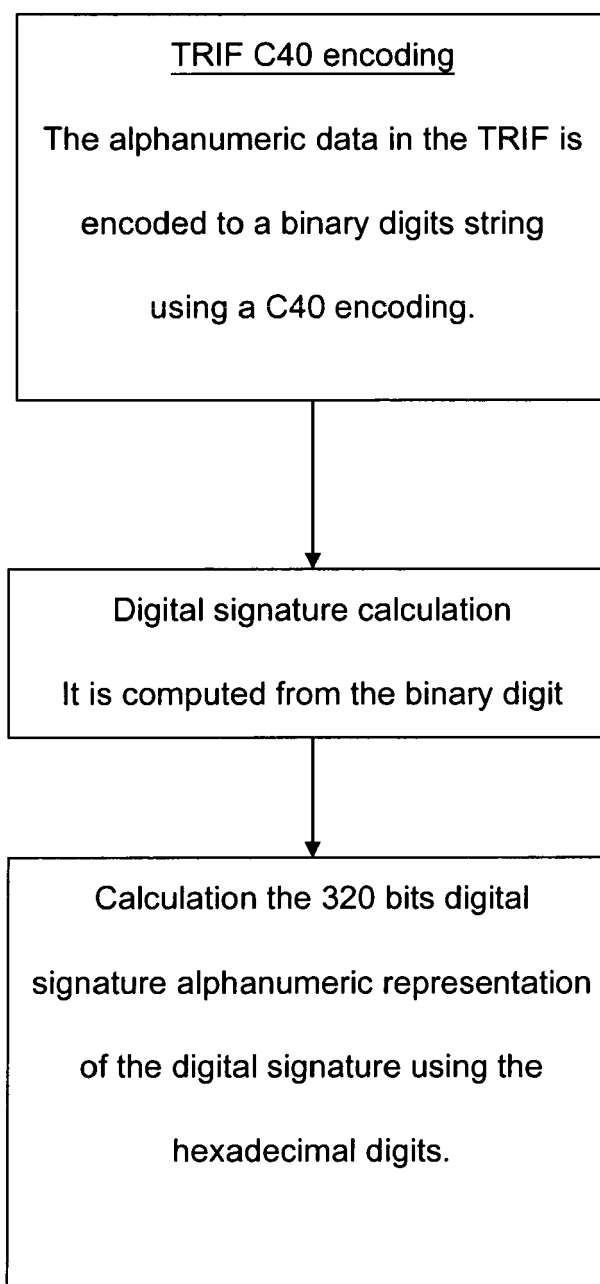 TRIF C40 encoding
The alphanumeric data in the TRIF is
encoded to a binary digits string
using a C40 encoding.
Digital signature calculation
It is computed from the binary digit
Calculation the 320 bits digital
signature alphanumeric representation
of the digital signature using the
hexadecimal digits.